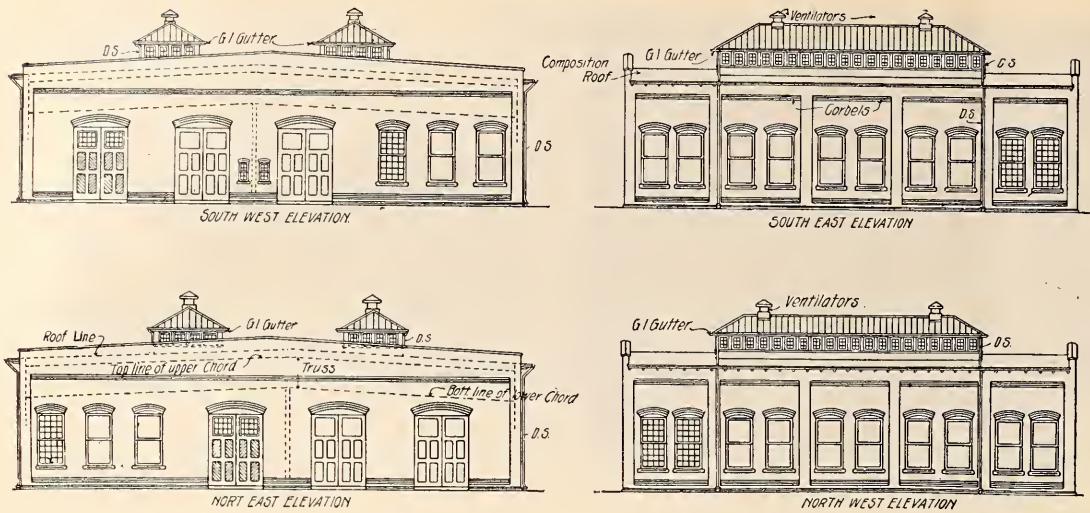 D.S.
G I Gutter
D.S
SOUTH WEST ELEVATION.
Ventilators
G I Gutter
Composition
Roof
G.S
Corbels
D.S.
SOUTH EAST ELEVATION
G I Gutter
Roof Line
D.S
Top line of upper Chord
Truss
Bott line of lower Chord
D.S.
NORT EAST ELEVATION
Ventilators.
G I Gutter
D.S.
NORTH WEST ELEVATION